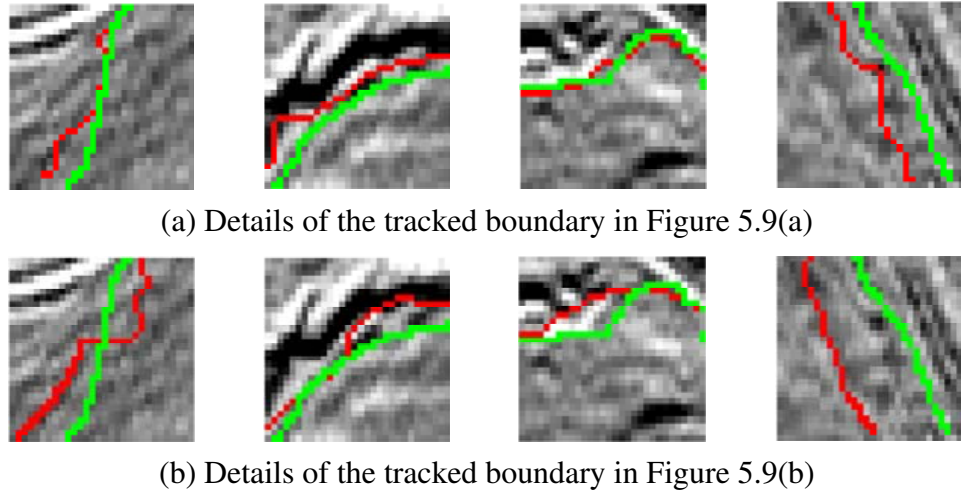 (a) Details of the tracked boundary in Figure 5.9(a)
(b) Details of the tracked boundary in Figure 5.9(b)